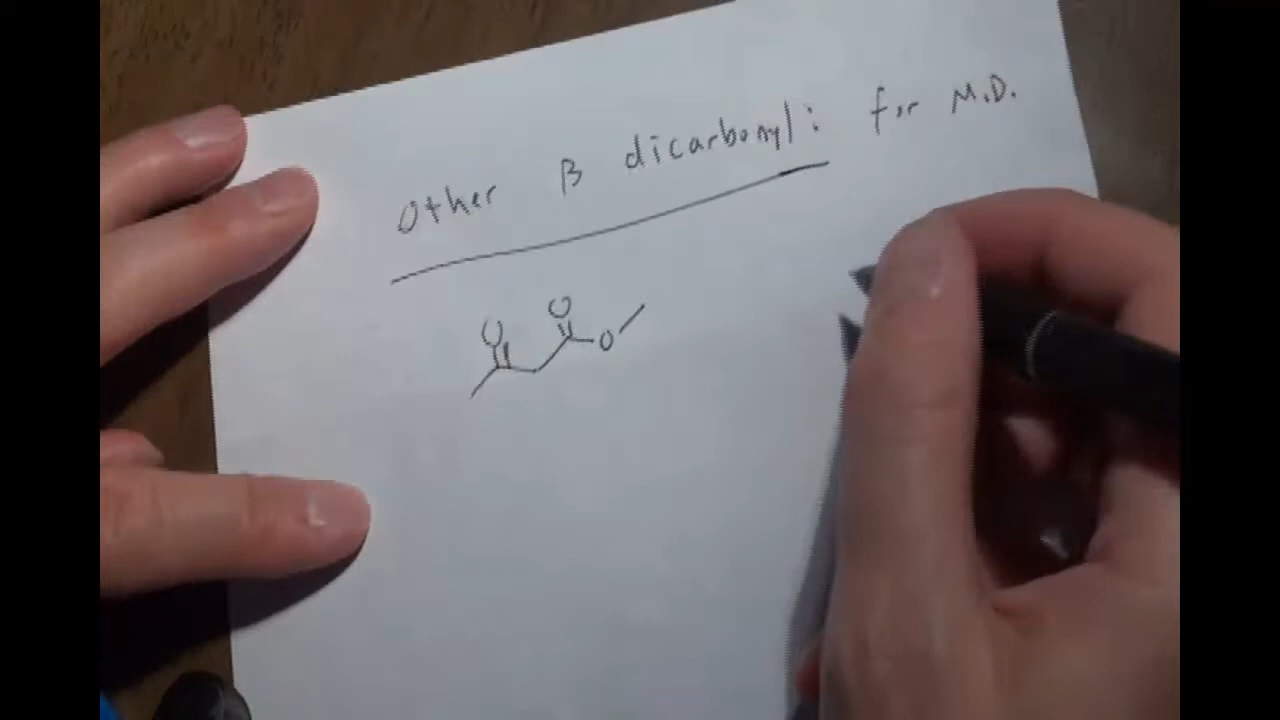 Other β dicarbonyl: for M.D.
O O
O